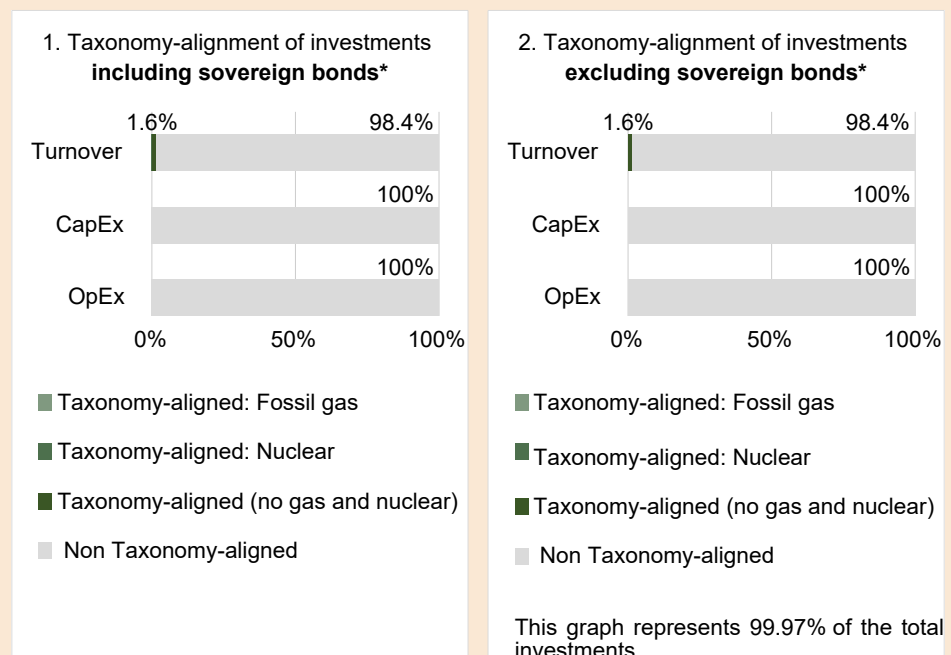 1. Taxonomy-alignment of investments
including sovereign bonds*
1.6% 98.4%
Turnover
100%
CapEx
100%
OpEx
0% 50% 100%
Taxonomy-aligned: Fossil gas
Taxonomy-aligned: Nuclear
Taxonomy-aligned (no gas and nuclear)
Non Taxonomy-aligned
2. Taxonomy-alignment of investments
excluding sovereign bonds*
1.6% 98.4%
Turnover
100%
CapEx
100%
OpEx
0% 50% 100%
Taxonomy-aligned: Fossil gas
Taxonomy-aligned: Nuclear
Taxonomy-aligned (no gas and nuclear)
Non Taxonomy-aligned
This graph represents 99.97% of the total
investments